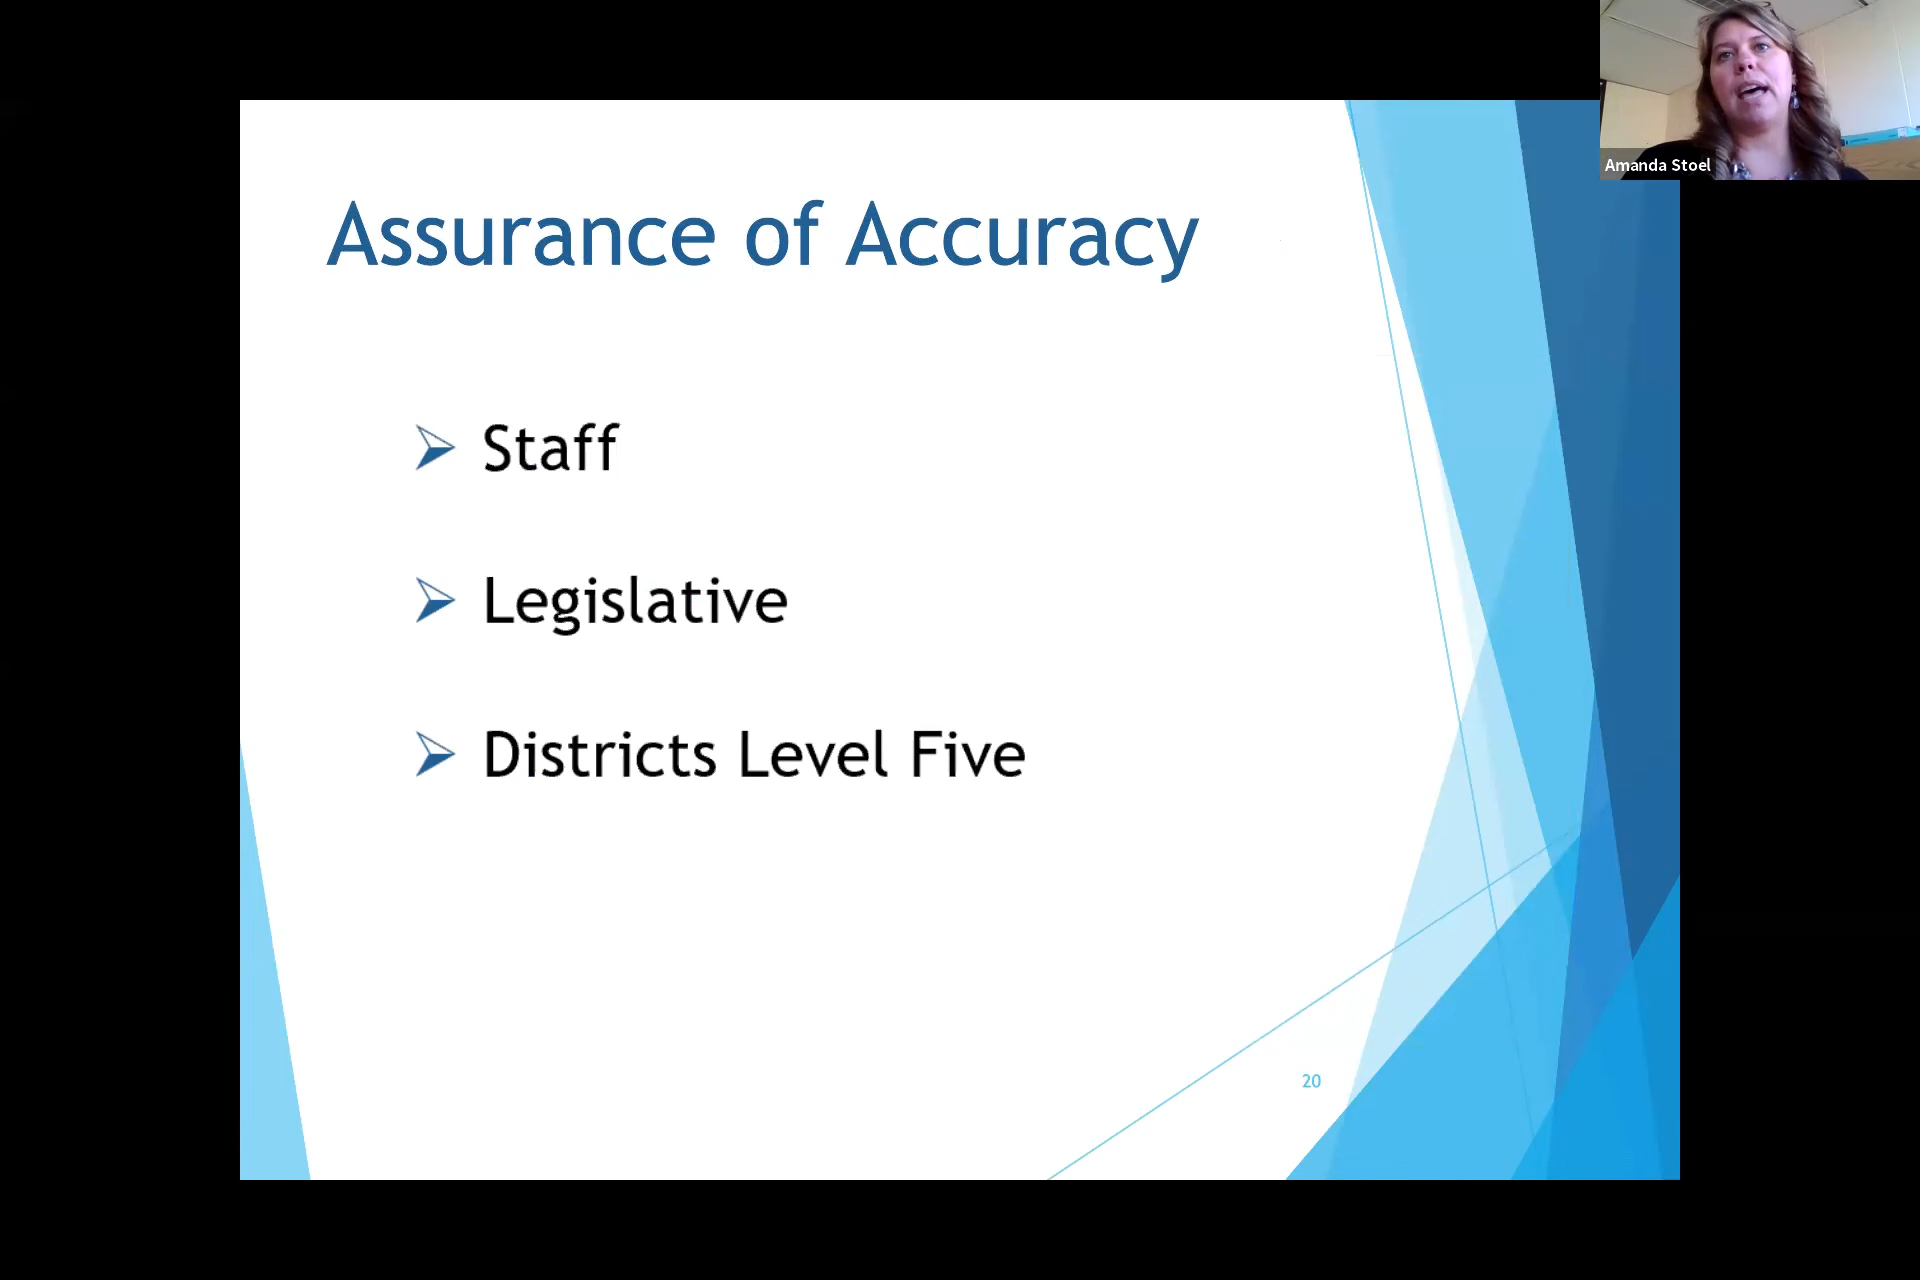 Amanda Stoel
Assurance of Accuracy
Staff
Legislative
Districts Level Five
20